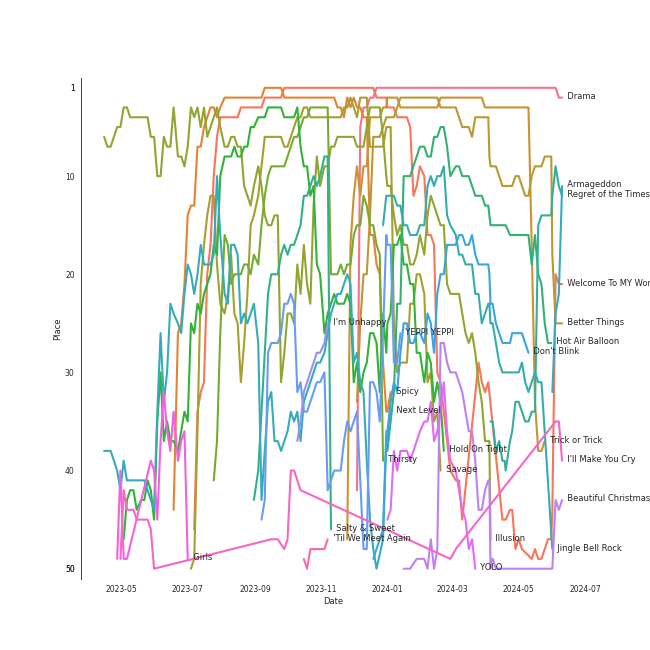 1
Drama
10
Armageddon
Regret of the Times
20
Welcome To MY Wor
I'm Unhappy
Better Things
YEPPI YEPPI
Place
Hot Air Balloon
Don't Blink
30
Spicy
Next Level
Trick or Trick
Hold On Tight
Thirsty
I'll Make You Cry
40
Savage
Beautiful Christmas
Salty & Sweet
'Til We Meet Again
Illusion
Jingle Bell Rock
Girls
YOLO
50
2023-05
2023-07
2023-09
2023-11
2024-01
2024-03
2024-05
2024-07
Date